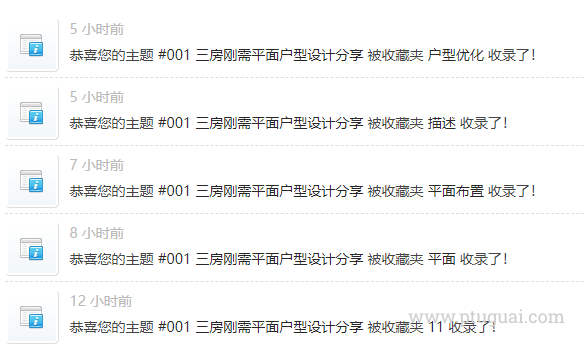 5 小时前
恭喜您的主题 #001 三房刚需平面户型设计分享 被收藏夹 户型优化 收录了！
5 小时前
恭喜您的主题 #001 三房刚需平面户型设计分享 被收藏夹 描述 收录了！
7 小时前
恭喜您的主题 #001 三房刚需平面户型设计分享 被收藏夹 平面布置 收录了！
8 小时前
恭喜您的主题 #001 三房刚需平面户型设计分享 被收藏夹 平面 收录了！
12 小时前
恭喜您的主题 #001 三房刚需平面户型设计分享 被收藏夹 11 收录了！
www.ptuquai.com